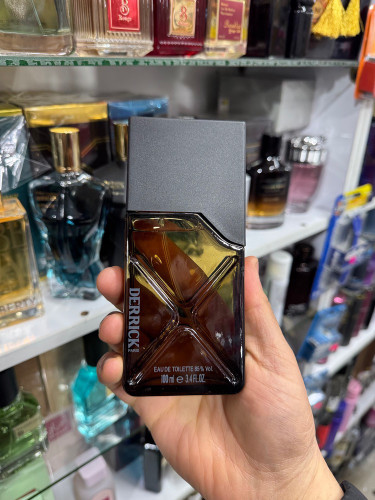 DERRICK!
EAU DE TOILETTE 85% Vol.
100 ml e 3.4 FL.OZ.